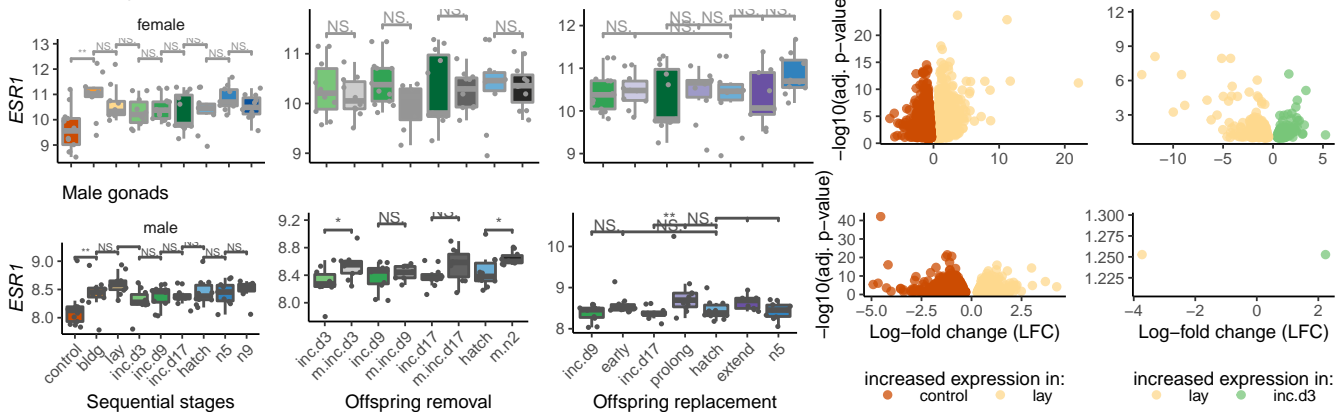 female
ESR1
13
12
11
10
9
**
NS.
NS.
NS.
NS.
NS.
NS.
NS.
11
10
9
NS.
NS.
NS.
NS.
12
11
10
9
NS.
NS.
NS.
NS.
NS.
-log10(adj. p-value)
20
15
10
5
0
0
10
20
12
9
6
3
-10
-5
0
5
Male gonads
male
ESR1
9.0
8.5
8.0
**
NS.
NS.
NS.
NS.
NS.
NS.
control
bldg
lay
inc.d3
inc.d9
inc.d17
hatch
n5
n9
Sequential stages
9.2
8.8
8.4
8.0
*
NS.
NS.
*
inc.d3
m.inc.d3
inc.d9
m.inc.d9
inc.d17
m.inc.d17
hatch
m.n2
Offspring removal
10
9
8
NS.
**
NS.
NS.
inc.d9
early
inc.d17
prolong
hatch
extend
n5
Offspring replacement
-log10(adj. p-value)
40
30
20
10
0
-5.0
-2.5
0.0
2.5
Log-fold change (LFC)
increased expression in:
control lay
1.300
1.275
1.250
1.225
-4
-2
0
2
Log-fold change (LFC)
increased expression in:
lay inc.d3